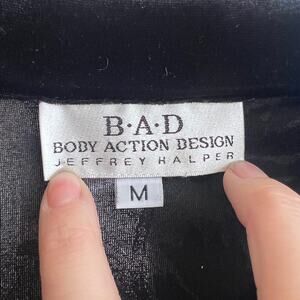 B·A·D
BODY ACTION DESIGN
JEFFREY HALPER
M